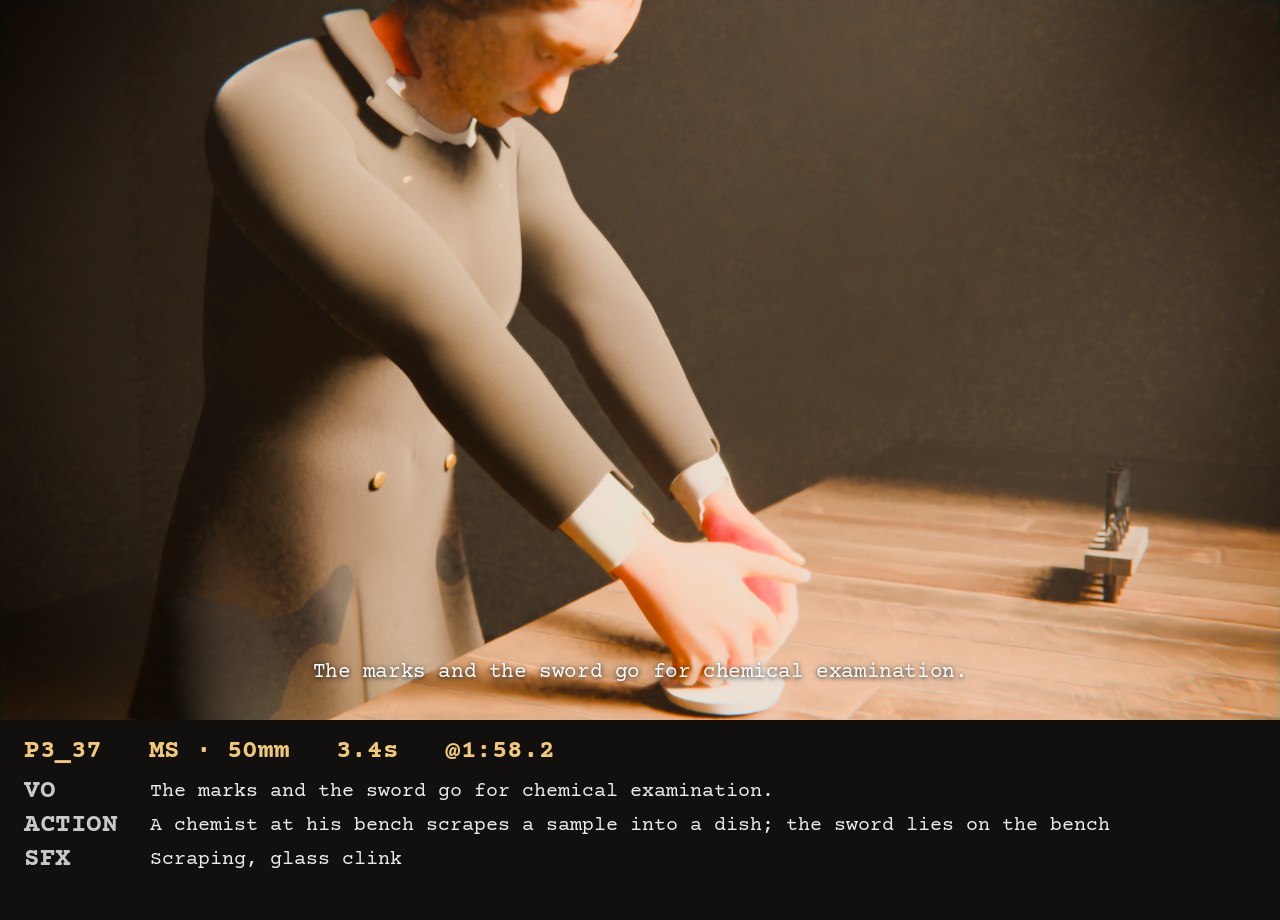 The marks and the sword go for chemical examination.
P3_37 MS · 50mm 3.4s @1:58.2
VO The marks and the sword go for chemical examination.
ACTION A chemist at his bench scrapes a sample into a dish; the sword lies on the bench
SFX Scraping, glass clink